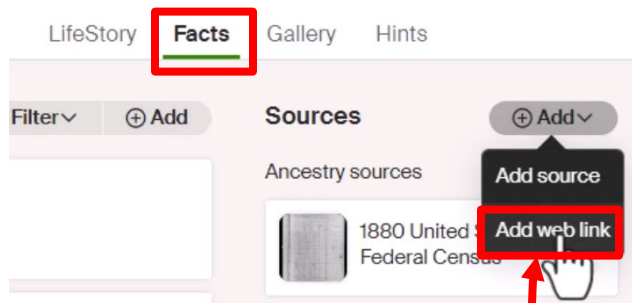 LifeStory Facts Gallery Hints
Filter Add Sources Add
Ancestry sources Add source
1880 United Add web link
Federal Census